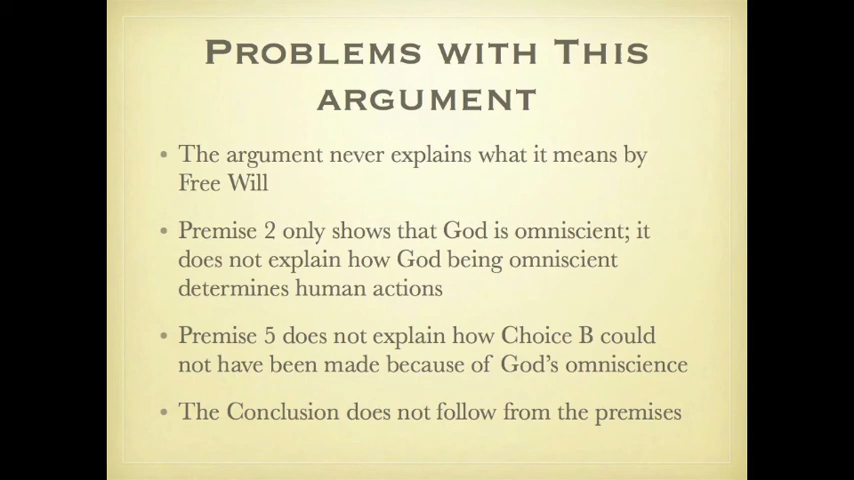 Problems with This
argument
• The argument never explains what it means by
Free Will
• Premise 2 only shows that God is omniscient; it
does not explain how God being omniscient
determines human actions
• Premise 5 does not explain how Choice B could
not have been made because of God’s omniscience
• The Conclusion does not follow from the premises